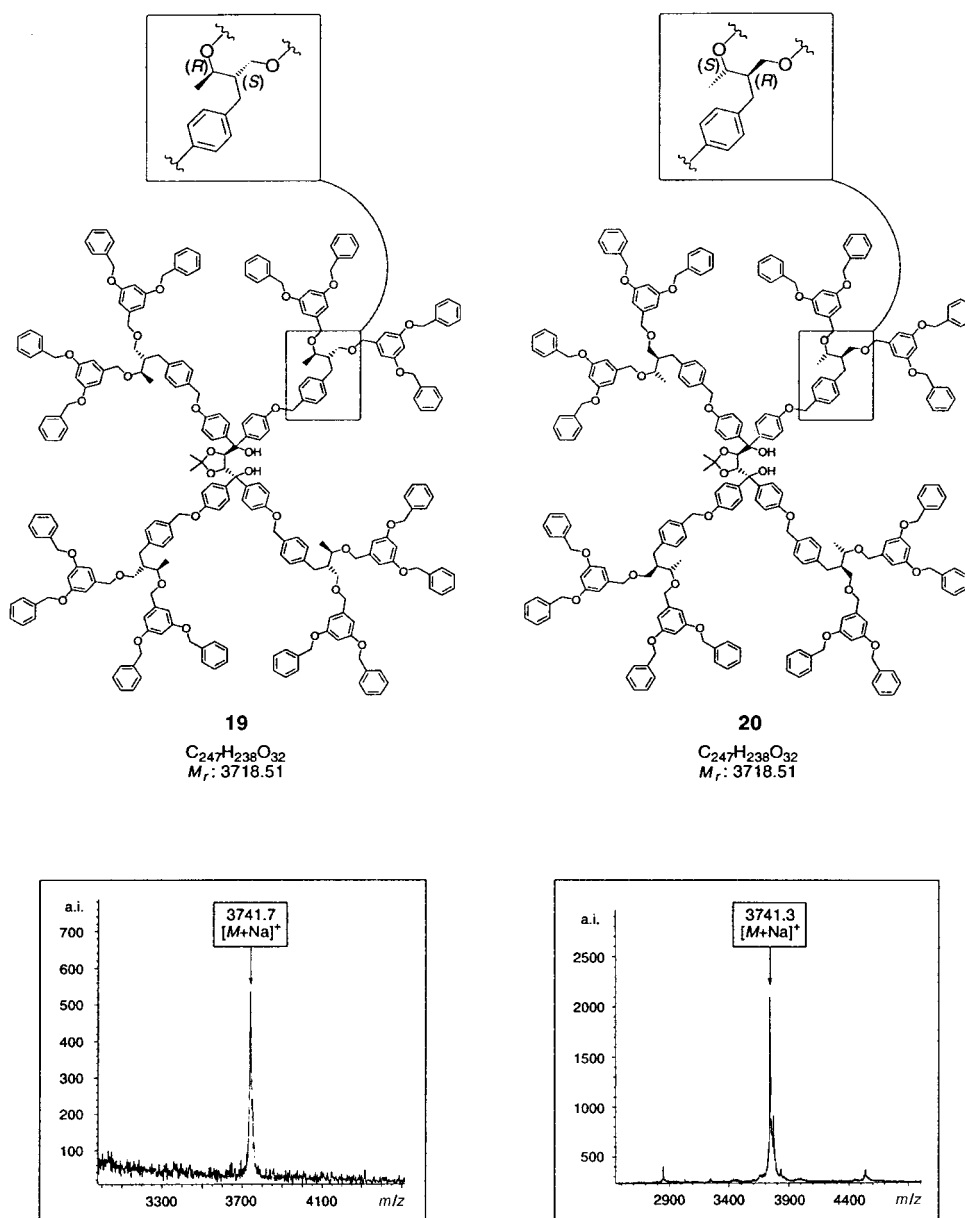 (R)
(S)
O
O
(S)
(R)
O
O
OH
OH
OH
OH
19
C247H238O32
Mr: 3718.51
20
C247H238O32
Mr: 3718.51
a.i.
700
600
500
400
300
200
100
3741.7
[M+Na]+
3300
3700
4100
m/z
a.i.
2500
2000
1500
1000
500
3741.3
[M+Na]+
2900
3400
3900
4400
m/z